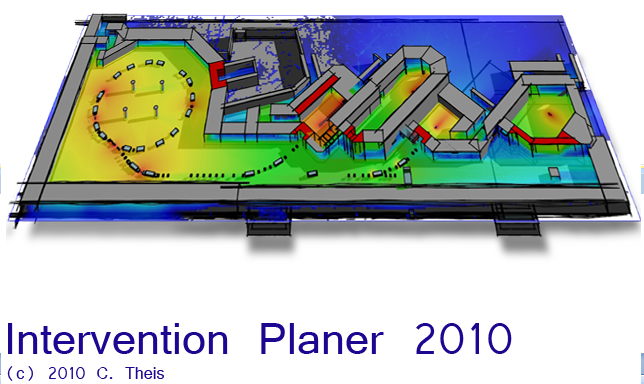 Intervention Planer 2010
(c) 2010 C. Theis